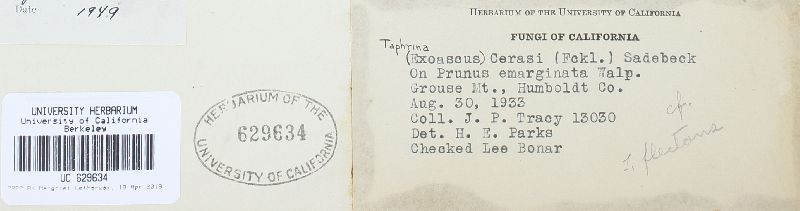 Date 1949
UNIVERSITY HERBARIUM
University of California
Berkeley
UC 629634
HERBARIUM OF THE
629634
UNIVERSITY OF CALIFORNIA
HERBARIUM OF THE UNIVERSITY OF CALIFORNIA
FUNGI OF CALIFORNIA
Taphrina
(Exoascus) Cerasi (Fckl.) Sadebeck
On Prunus emarginata Walp.
Grouse Mt., Humboldt Co.
Aug. 30, 1933
Coll. J. P. Tracy 13030
Det. H. E. Parks
Checked Lee Bonar
cf.
T. flectans